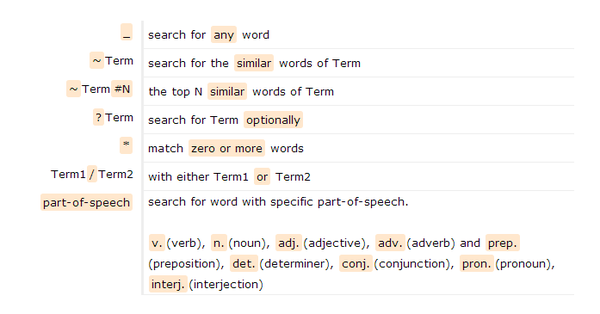 _ search for any word
~ Term search for the similar words of Term
~ Term #N the top N similar words of Term
? Term search for Term optionally
* match zero or more words
Term1 / Term2 with either Term1 or Term2
part-of-speech search for word with specific part-of-speech.
v. (verb), n. (noun), adj. (adjective), adv. (adverb) and prep.
(preposition), det. (determiner), conj. (conjunction), pron. (pronoun),
interj. (interjection)